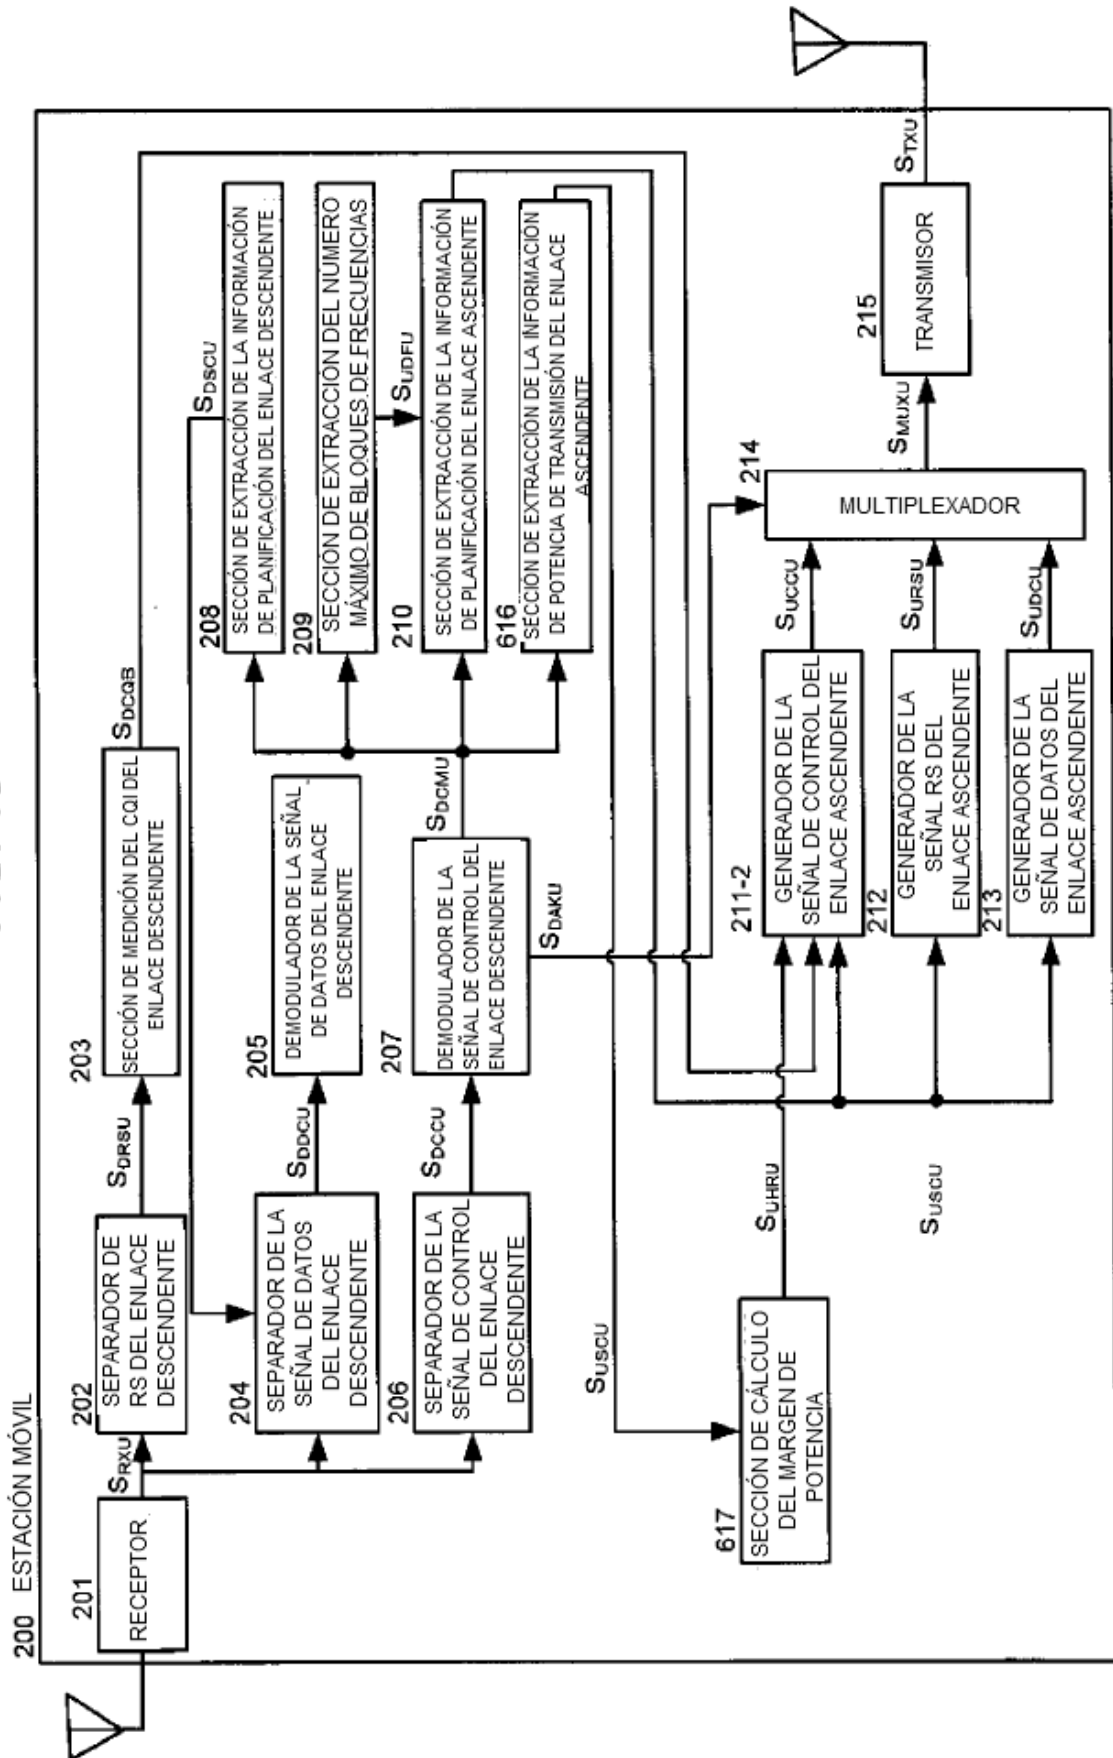 200 ESTACIÓN MÓVIL
201
RECEPTOR
SRXU
202
SEPARADOR DE
RS DEL ENLACE
DESCENDENTE
SDRSU
203
SECCIÓN DE MEDICIÓN DEL CQI DEL
ENLACE DESCENDENTE
SDCQB
204
SEPARADOR DE LA
SEÑAL DE DATOS
DEL ENLACE
DESCENDENTE
SDDCU
205
DEMODULADOR DE LA SEÑAL
DE DATOS DEL ENLACE
DESCENDENTE
206
SEPARADOR DE LA
SEÑAL DE CONTROL
DEL ENLACE
DESCENDENTE
SDCCU
207
DEMODULADOR DE LA
SEÑAL DE CONTROL DEL
ENLACE DESCENDENTE
SDCMU
SDAKU
SDSCU
208
SECCIÓN DE EXTRACCIÓN DE LA INFORMACIÓN
DE PLANIFICACIÓN DEL ENLACE DESCENDENTE
209
SECCIÓN DE EXTRACCIÓN DEL NUMERO
MÁXIMO DE BLOQUES DE FRECUENCIAS
SUDFU
210
SECCIÓN DE EXTRACCIÓN DE LA INFORMACIÓN
DE PLANIFICACIÓN DEL ENLACE ASCENDENTE
616
SECCIÓN DE EXTRACCIÓN DE LA INFORMACIÓN
DE POTENCIA DE TRANSMISIÓN DEL ENLACE
ASCENDENTE
SUSCU
617
SECCIÓN DE CÁLCULO
DEL MARGEN DE
POTENCIA
SUHRU
SUSCU
211-2
GENERADOR DE LA
SEÑAL DE CONTROL DEL
ENLACE ASCENDENTE
SUCCU
212
GENERADOR DE LA
SEÑAL RS DEL
ENLACE ASCENDENTE
SURSU
213
GENERADOR DE LA
SEÑAL DE DATOS DEL
ENLACE ASCENDENTE
SUDCU
214
MULTIPLEXADOR
SMUXU
215
TRANSMISOR
STXU